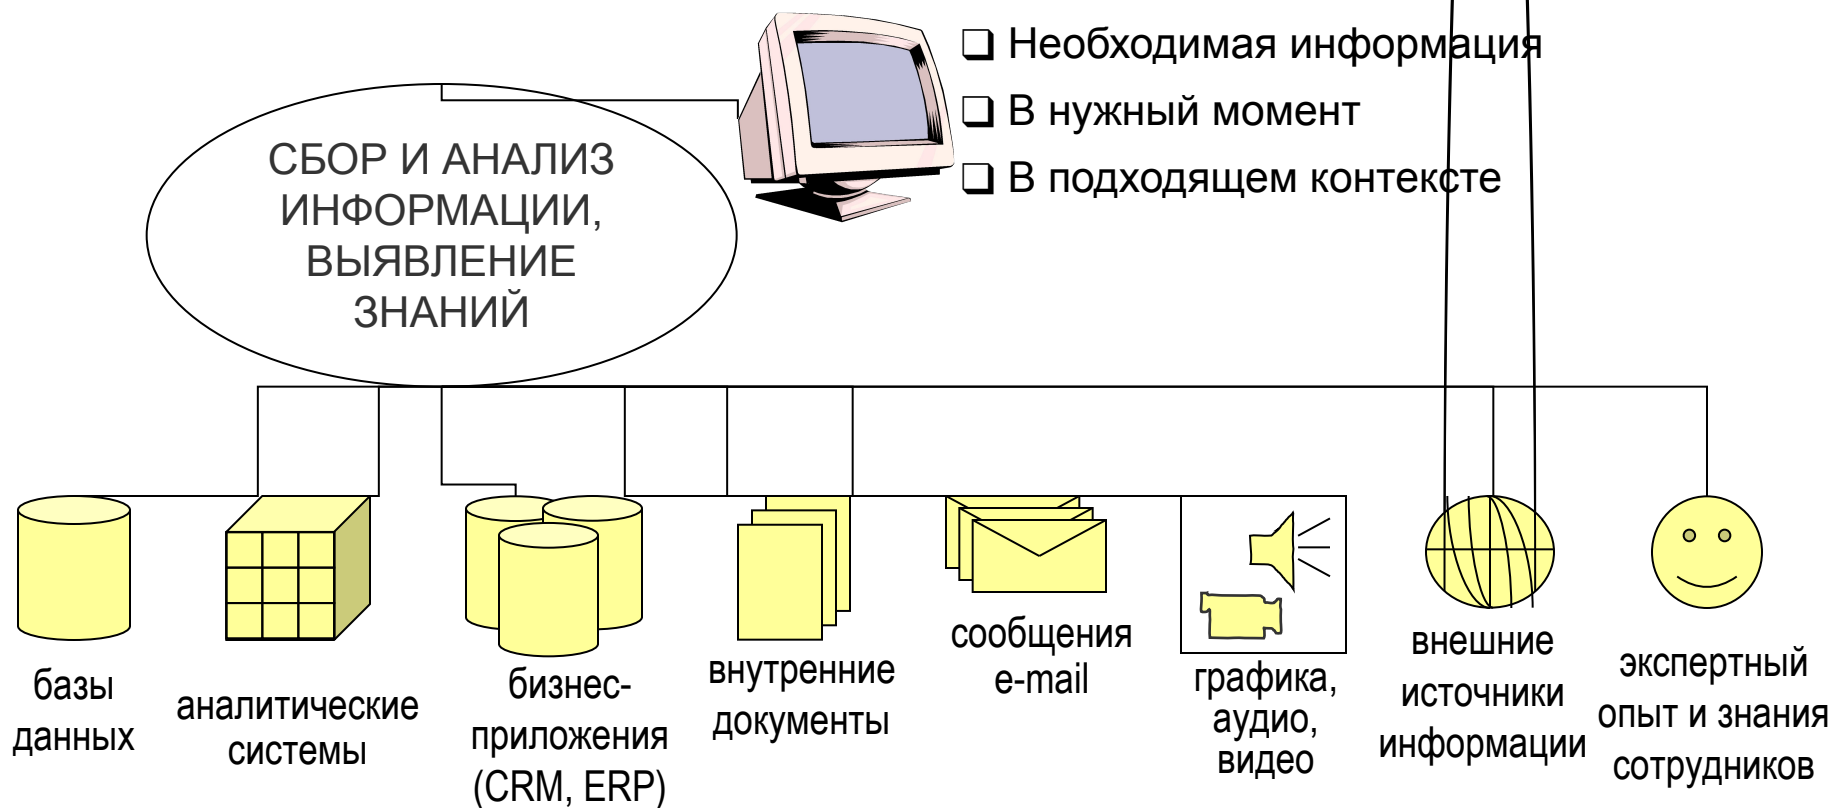 ❑ Необходимая информация
❑ В нужный момент
❑ В подходящем контексте
СБОР И АНАЛИЗ
ИНФОРМАЦИИ,
ВЫЯВЛЕНИЕ
ЗНАНИЙ
базы
данных
аналитические
системы
бизнес-
приложения
(CRM, ERP)
внутренние
документы
сообщения
e-mail
графика,
аудио,
видео
внешние
источники
информации
экспертный
опыт и знания
сотрудников